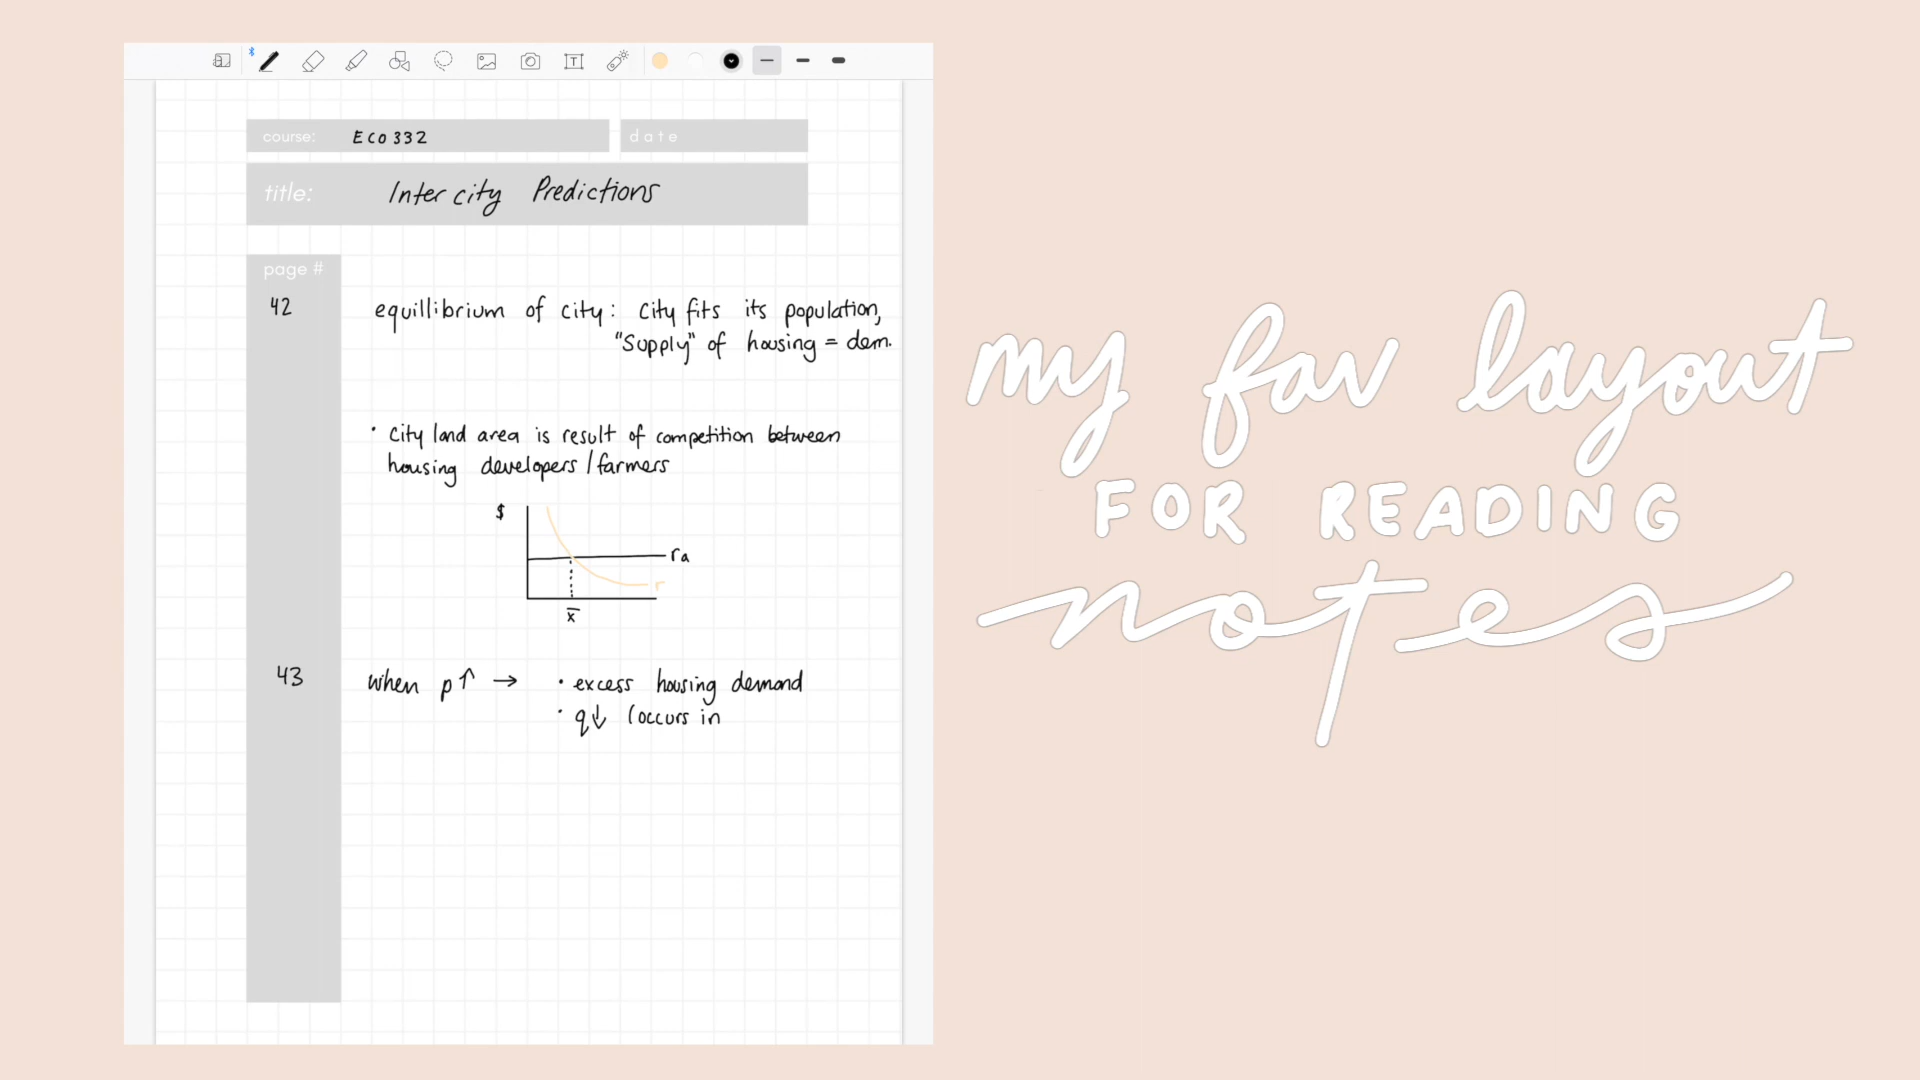 course: ECO 332
date
title: Inter city Predictions
page #
42 equillibrium of city: City fits its population,
"Supply" of housing = dem.
• City land area is result of competition between
housing developers/farmers
$
ra
r
x̅
43 when p↑ → • excess housing demand
• q↓ (occurs in
my fav layout
FOR READING
notes